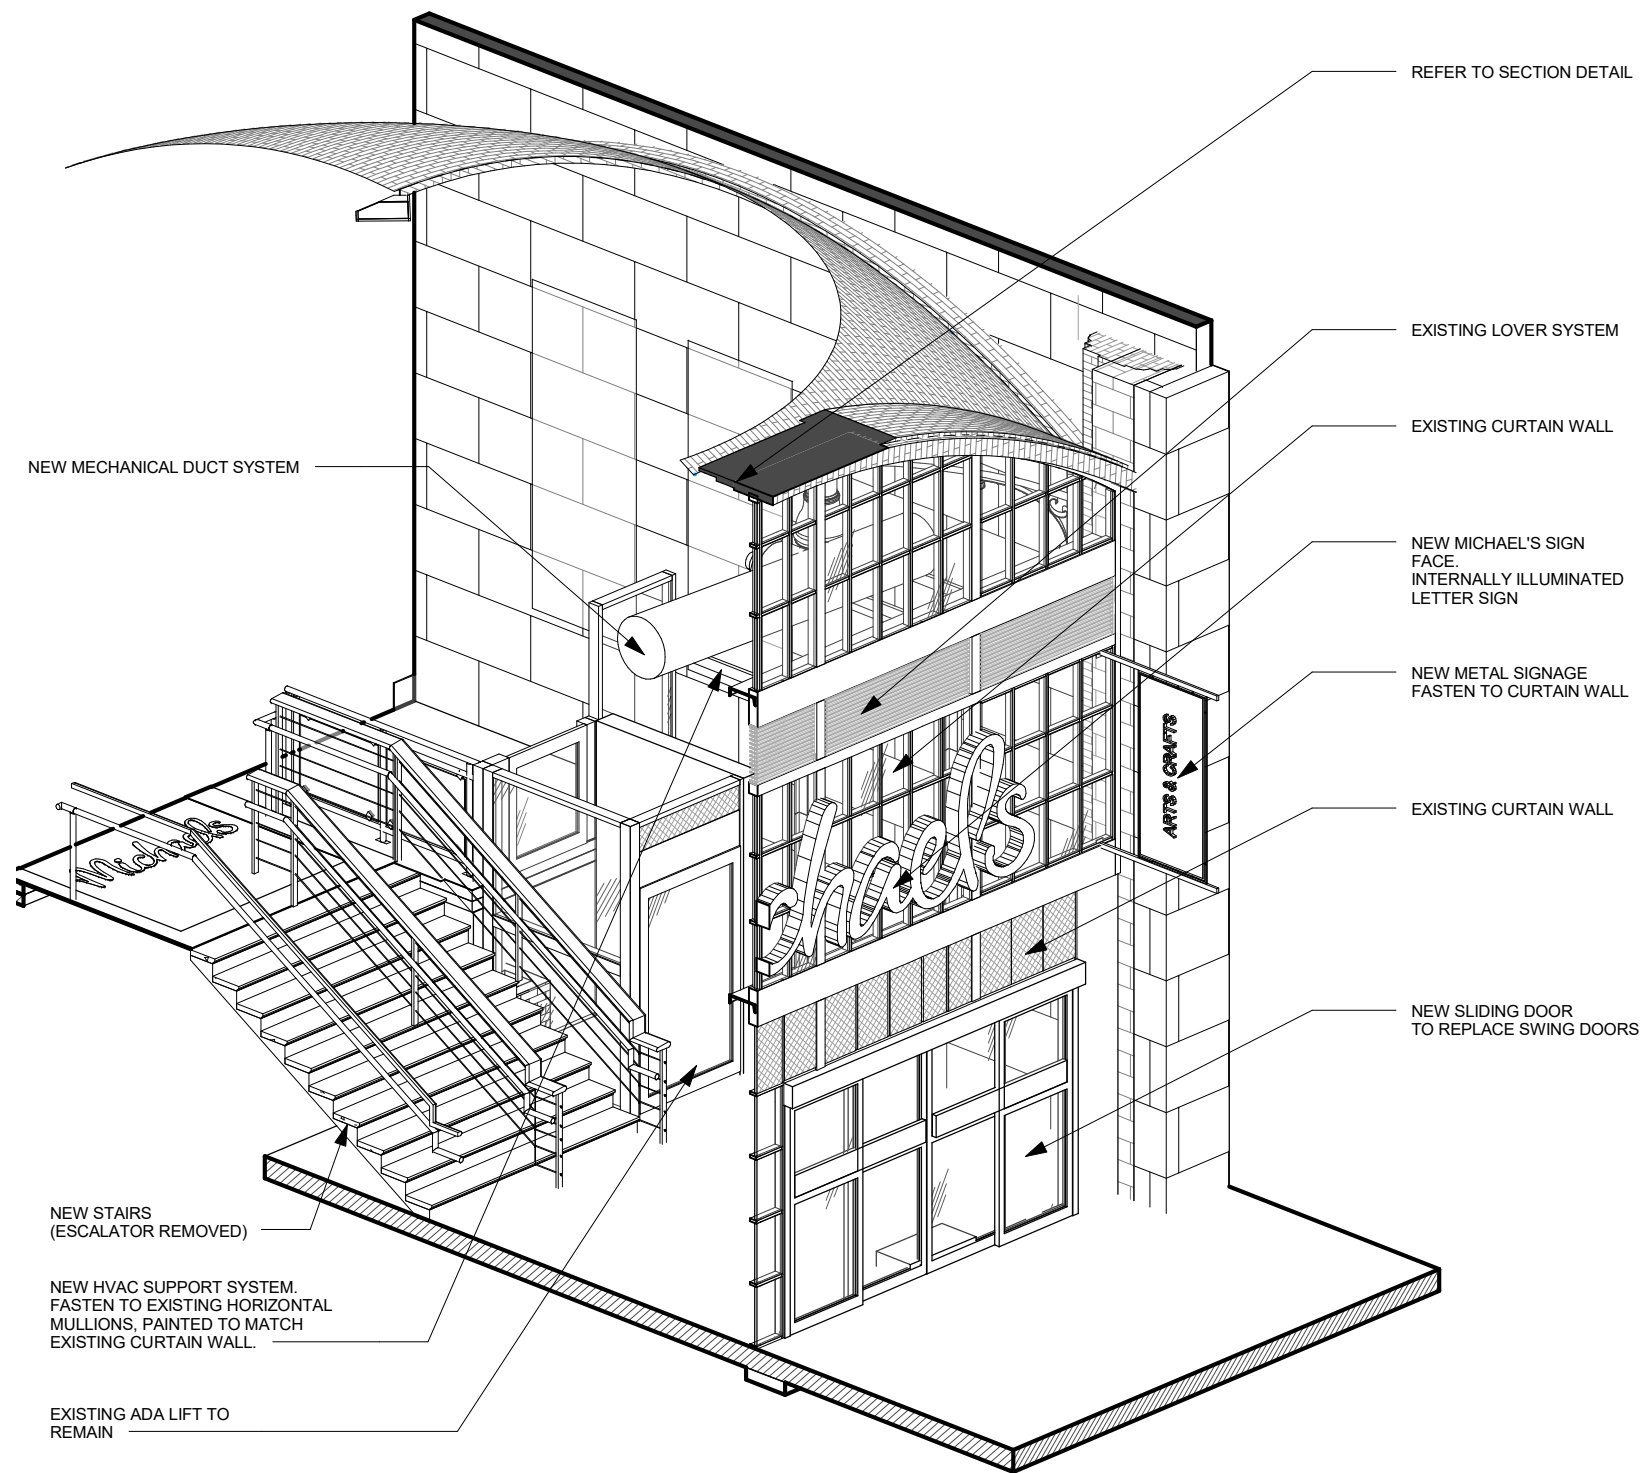 REFER TO SECTION DETAIL
EXISTING LOVER SYSTEM
EXISTING CURTAIN WALL
NEW MECHANICAL DUCT SYSTEM
NEW MICHAEL'S SIGN
FACE.
INTERNALLY ILLUMINATED
LETTER SIGN
NEW METAL SIGNAGE
FASTEN TO CURTAIN WALL
ARTS & CRAFTS
EXISTING CURTAIN WALL
Michaels
chaels
NEW SLIDING DOOR
TO REPLACE SWING DOORS
NEW STAIRS
(ESCALATOR REMOVED)
NEW HVAC SUPPORT SYSTEM.
FASTEN TO EXISTING HORIZONTAL
MULLIONS, PAINTED TO MATCH
EXISTING CURTAIN WALL.
EXISTING ADA LIFT TO
REMAIN